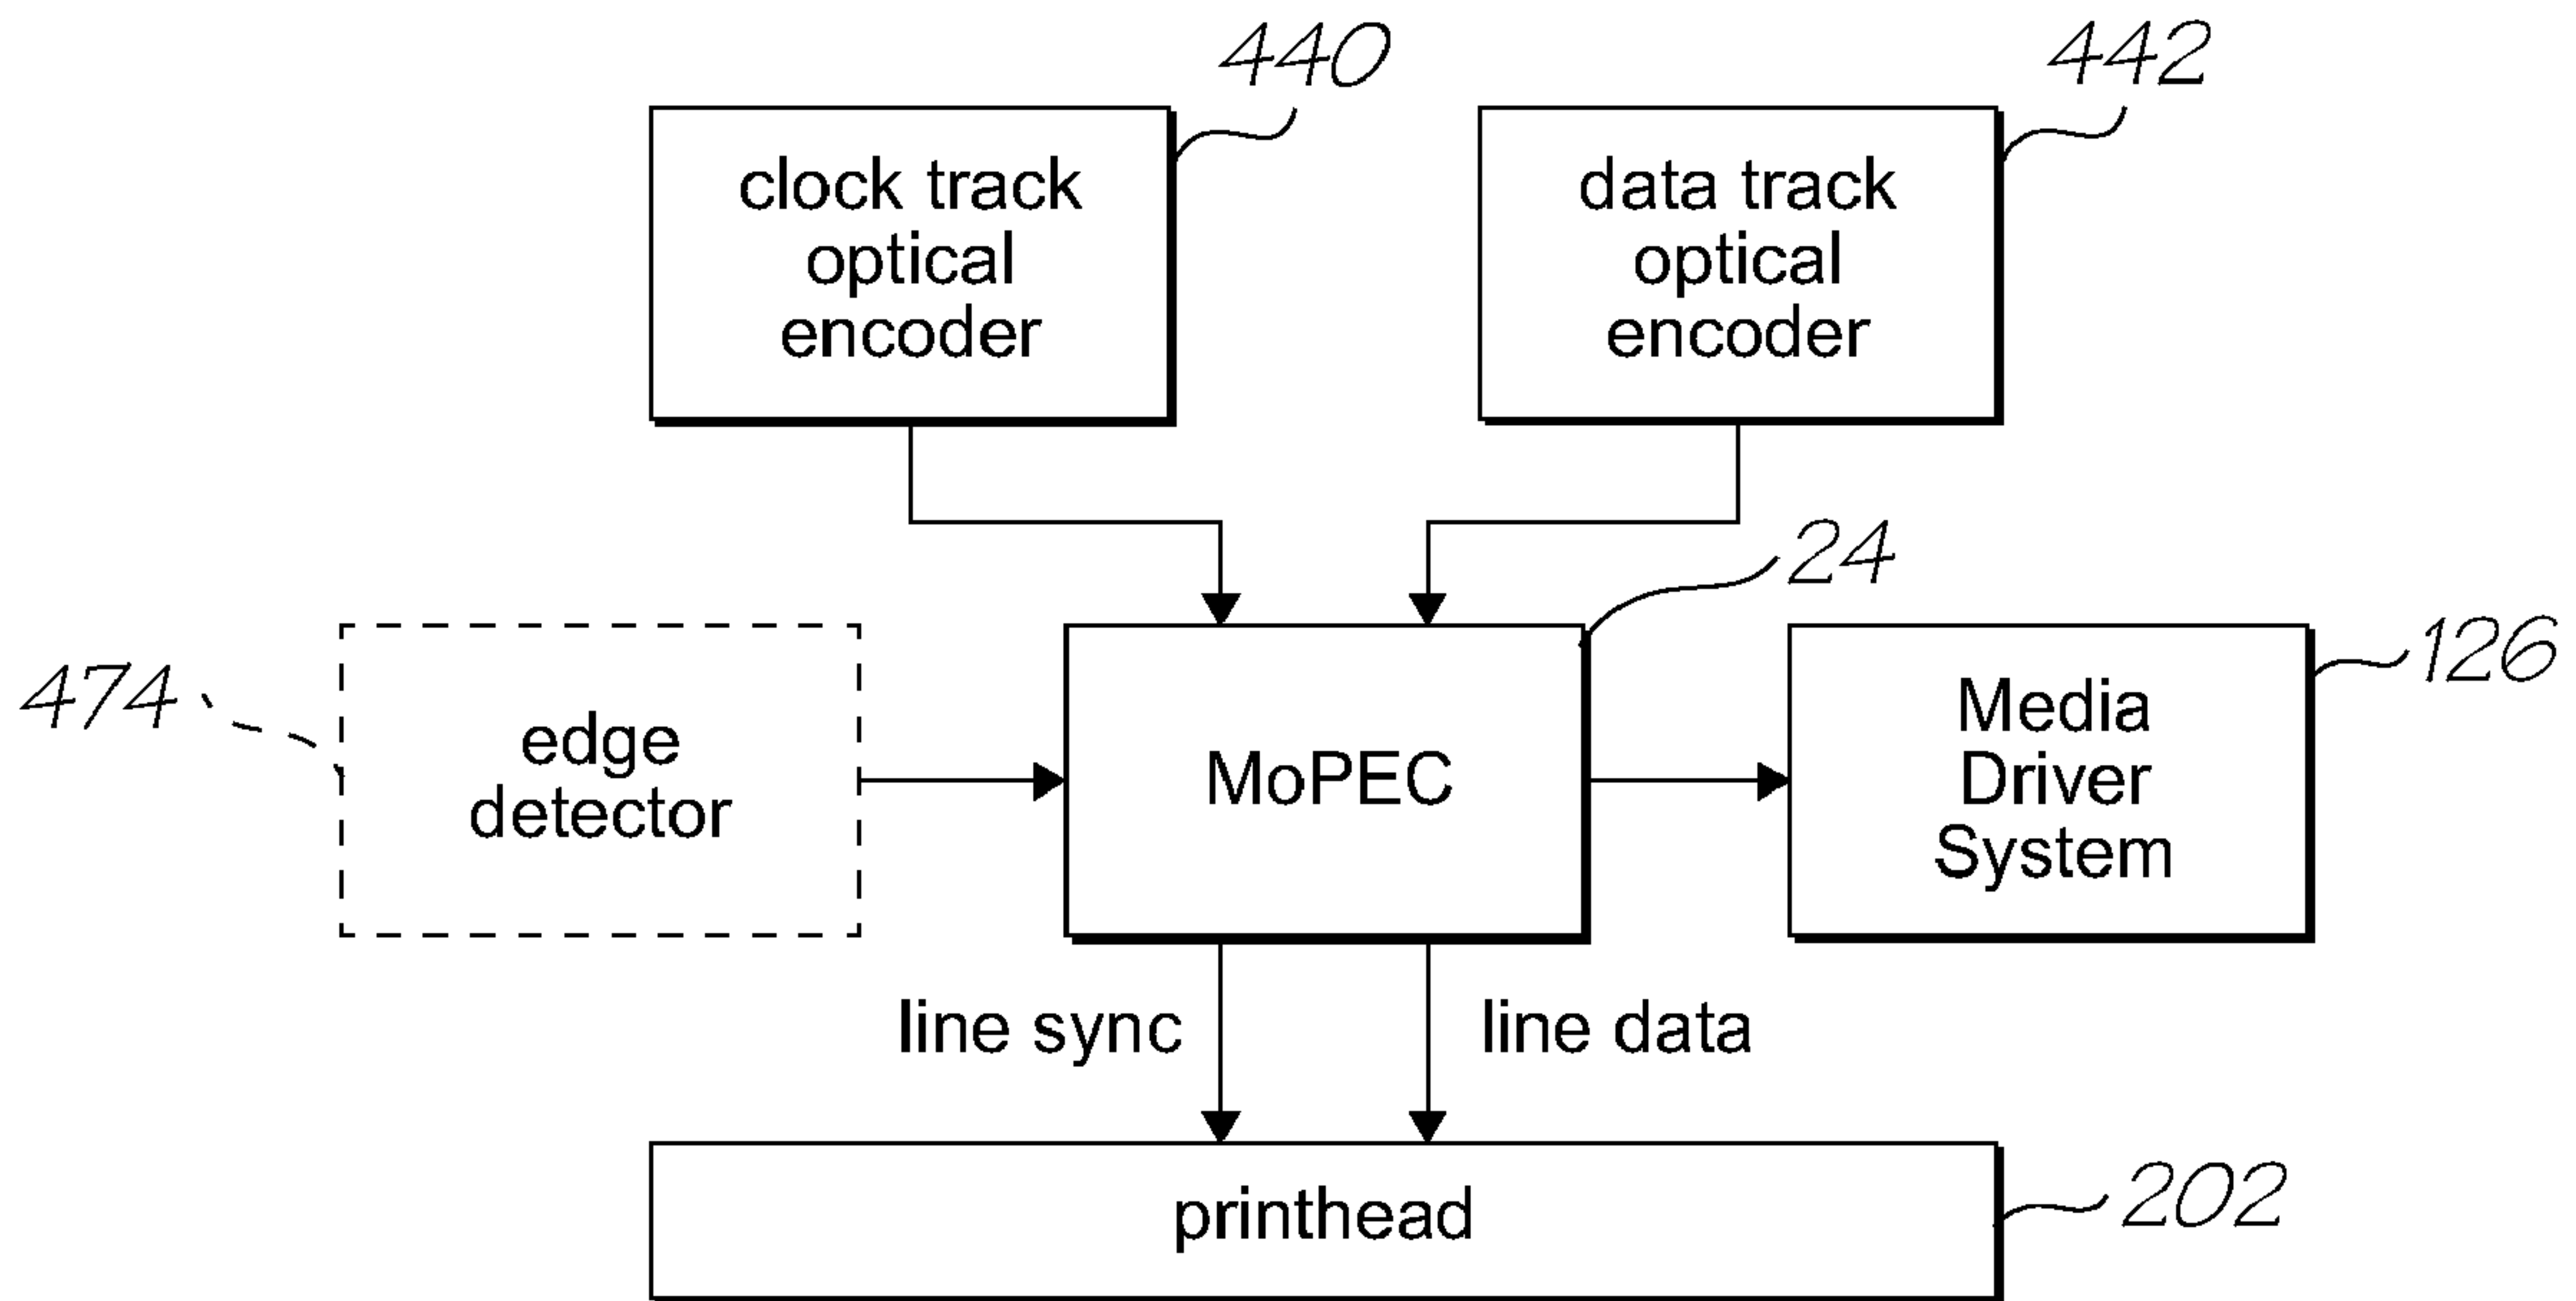 440
442
clock track
optical
encoder
data track
optical
encoder
24
126
474
edge
detector
MoPEC
Media
Driver
System
line sync
line data
printhead
202